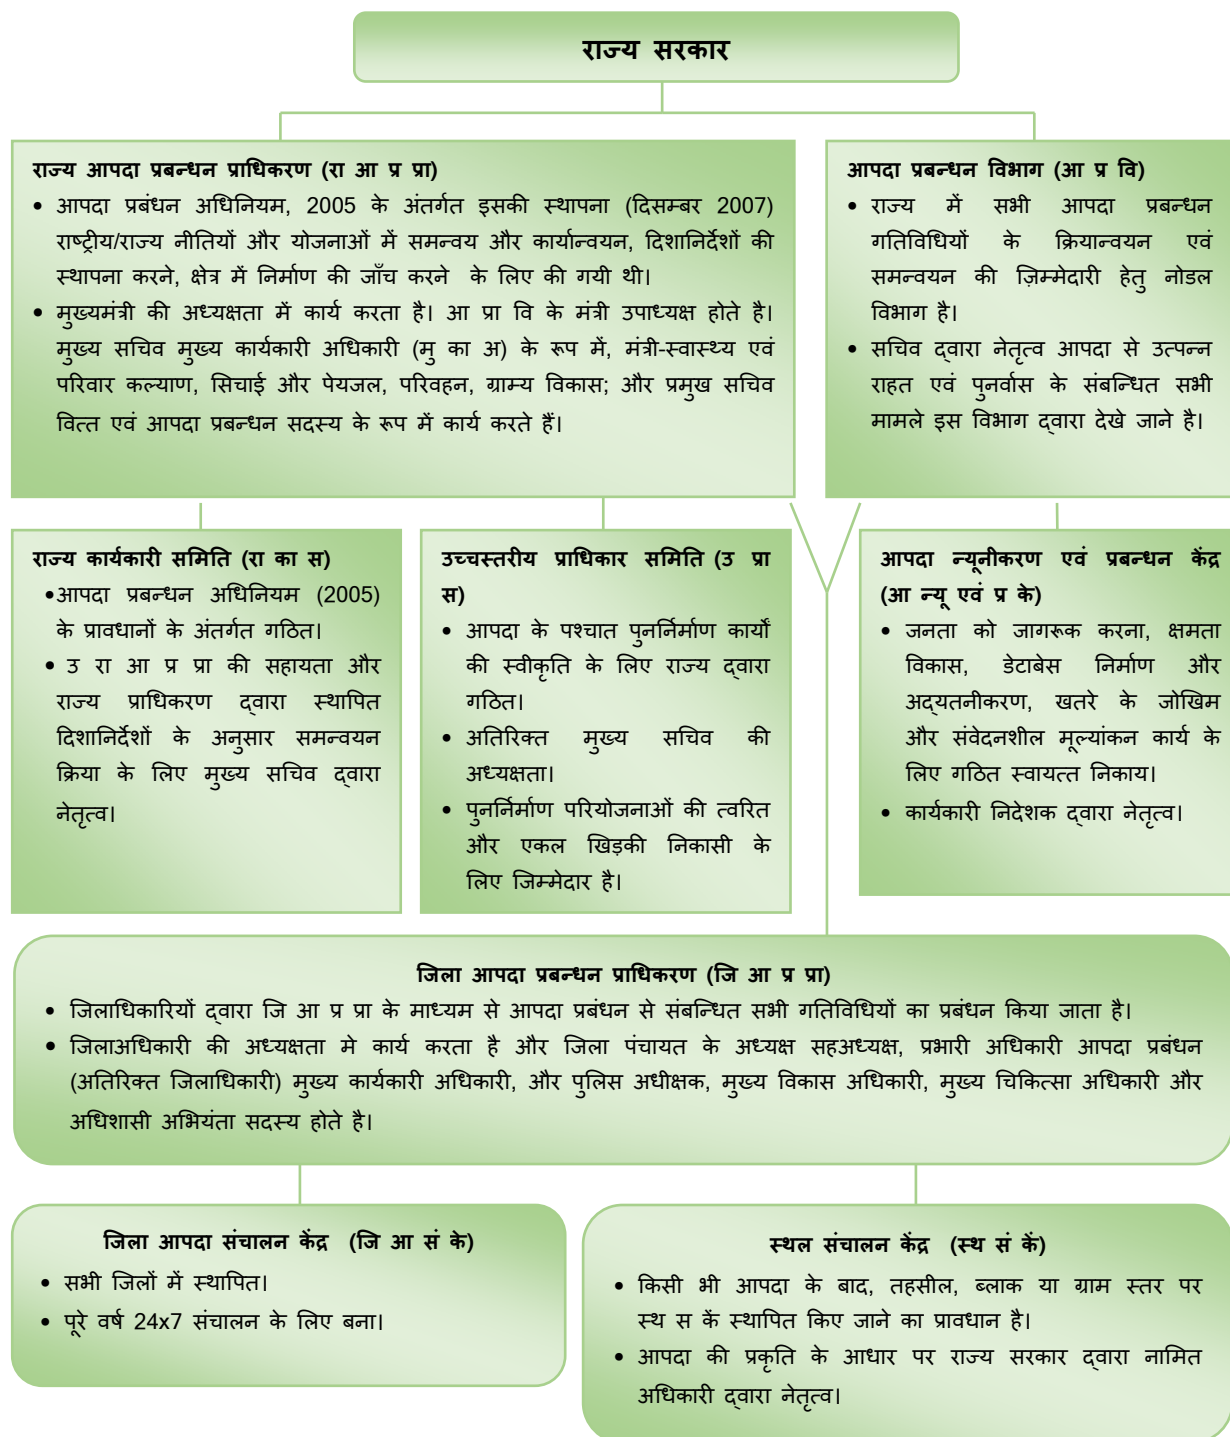 राज्य सरकार
राज्य आपदा प्रबन्धन प्राधिकरण (रा आ प्र प्रा)
• आपदा प्रबंधन अधिनियम, 2005 के अंतर्गत इसकी स्थापना (दिसम्बर 2007)
राष्ट्रीय/राज्य नीतियों और योजनाओं में समन्वय और कार्यान्वयन, दिशानिर्देशों की
स्थापना करने, क्षेत्र में निर्माण की जाँच करने के लिए की गयी थी।
• मुख्यमंत्री की अध्यक्षता में कार्य करता है। आ प्रा वि के मंत्री उपाध्यक्ष होते है।
मुख्य सचिव मुख्य कार्यकारी अधिकारी (मु का अ) के रूप में, मंत्री-स्वास्थ्य एवं
परिवार कल्याण, सिचाई और पेयजल, परिवहन, ग्राम्य विकास; और प्रमुख सचिव
वित्त एवं आपदा प्रबन्धन सदस्य के रूप में कार्य करते हैं।
आपदा प्रबन्धन विभाग (आ प्र वि)
• राज्य में सभी आपदा प्रबन्धन
गतिविधियों के क्रियान्वयन एवं
समन्वयन की ज़िम्मेदारी हेतु नोडल
विभाग है।
• सचिव द्वारा नेतृत्व आपदा से उत्पन्न
राहत एवं पुनर्वास के संबन्धित सभी
मामले इस विभाग द्वारा देखे जाने है।
राज्य कार्यकारी समिति (रा का स)
• आपदा प्रबन्धन अधिनियम (2005)
के प्रावधानों के अंतर्गत गठित।
• उ रा आ प्र प्रा की सहायता और
राज्य प्राधिकरण द्वारा स्थापित
दिशानिर्देशों के अनुसार समन्वयन
क्रिया के लिए मुख्य सचिव द्वारा
नेतृत्व।
उच्चस्तरीय प्राधिकार समिति (उ प्रा
स)
• आपदा के पश्चात पुनर्निर्माण कार्यों
की स्वीकृति के लिए राज्य द्वारा
गठित।
• अतिरिक्त मुख्य सचिव की
अध्यक्षता।
• पुनर्निर्माण परियोजनाओं की त्वरित
और एकल खिड़की निकासी के
लिए जिम्मेदार है।
आपदा न्यूनीकरण एवं प्रबन्धन केंद्र
(आ न्यू एवं प्र के)
• जनता को जागरूक करना, क्षमता
विकास, डेटाबेस निर्माण और
अद्यतनीकरण, खतरे के जोखिम
और संवेदनशील मूल्यांकन कार्य के
लिए गठित स्वायत्त निकाय।
• कार्यकारी निदेशक द्वारा नेतृत्व।
जिला आपदा प्रबन्धन प्राधिकरण (जि आ प्र प्रा)
• जिलाधिकारियों द्वारा जि आ प्र प्रा के माध्यम से आपदा प्रबंधन से संबन्धित सभी गतिविधियों का प्रबंधन किया जाता है।
• जिलाअधिकारी की अध्यक्षता मे कार्य करता है और जिला पंचायत के अध्यक्ष सहअध्यक्ष, प्रभारी अधिकारी आपदा प्रबंधन
(अतिरिक्त जिलाधिकारी) मुख्य कार्यकारी अधिकारी, और पुलिस अधीक्षक, मुख्य विकास अधिकारी, मुख्य चिकित्सा अधिकारी और
अधिशासी अभियंता सदस्य होते है।
जिला आपदा संचालन केंद्र (जि आ सं के)
• सभी जिलों में स्थापित।
• पूरे वर्ष 24x7 संचालन के लिए बना।
स्थल संचालन केंद्र (स्थ सं कें)
• किसी भी आपदा के बाद, तहसील, ब्लाक या ग्राम स्तर पर
स्थ स कें स्थापित किए जाने का प्रावधान है।
• आपदा की प्रकृति के आधार पर राज्य सरकार द्वारा नामित
अधिकारी द्वारा नेतृत्व।